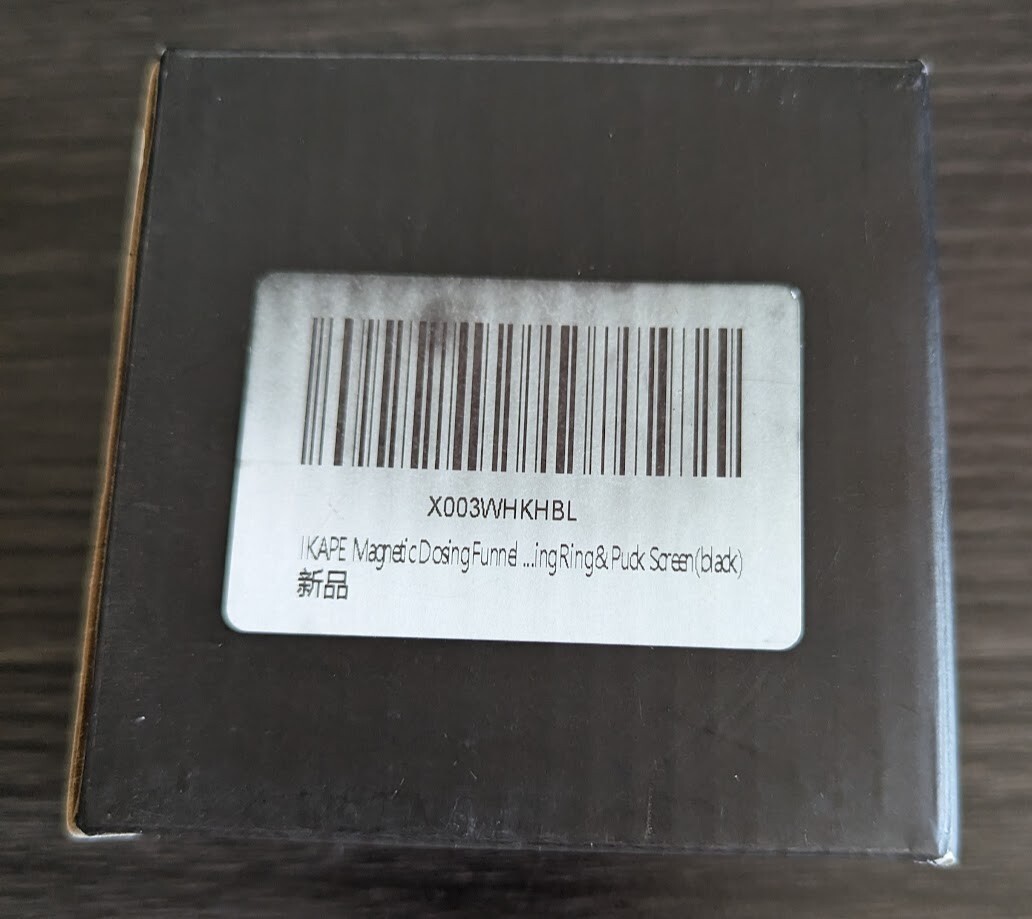 X003WHKHBL
IKAPE Magnetic Dosing Funnel ...ing Ring & Puck Screen(black)
新品